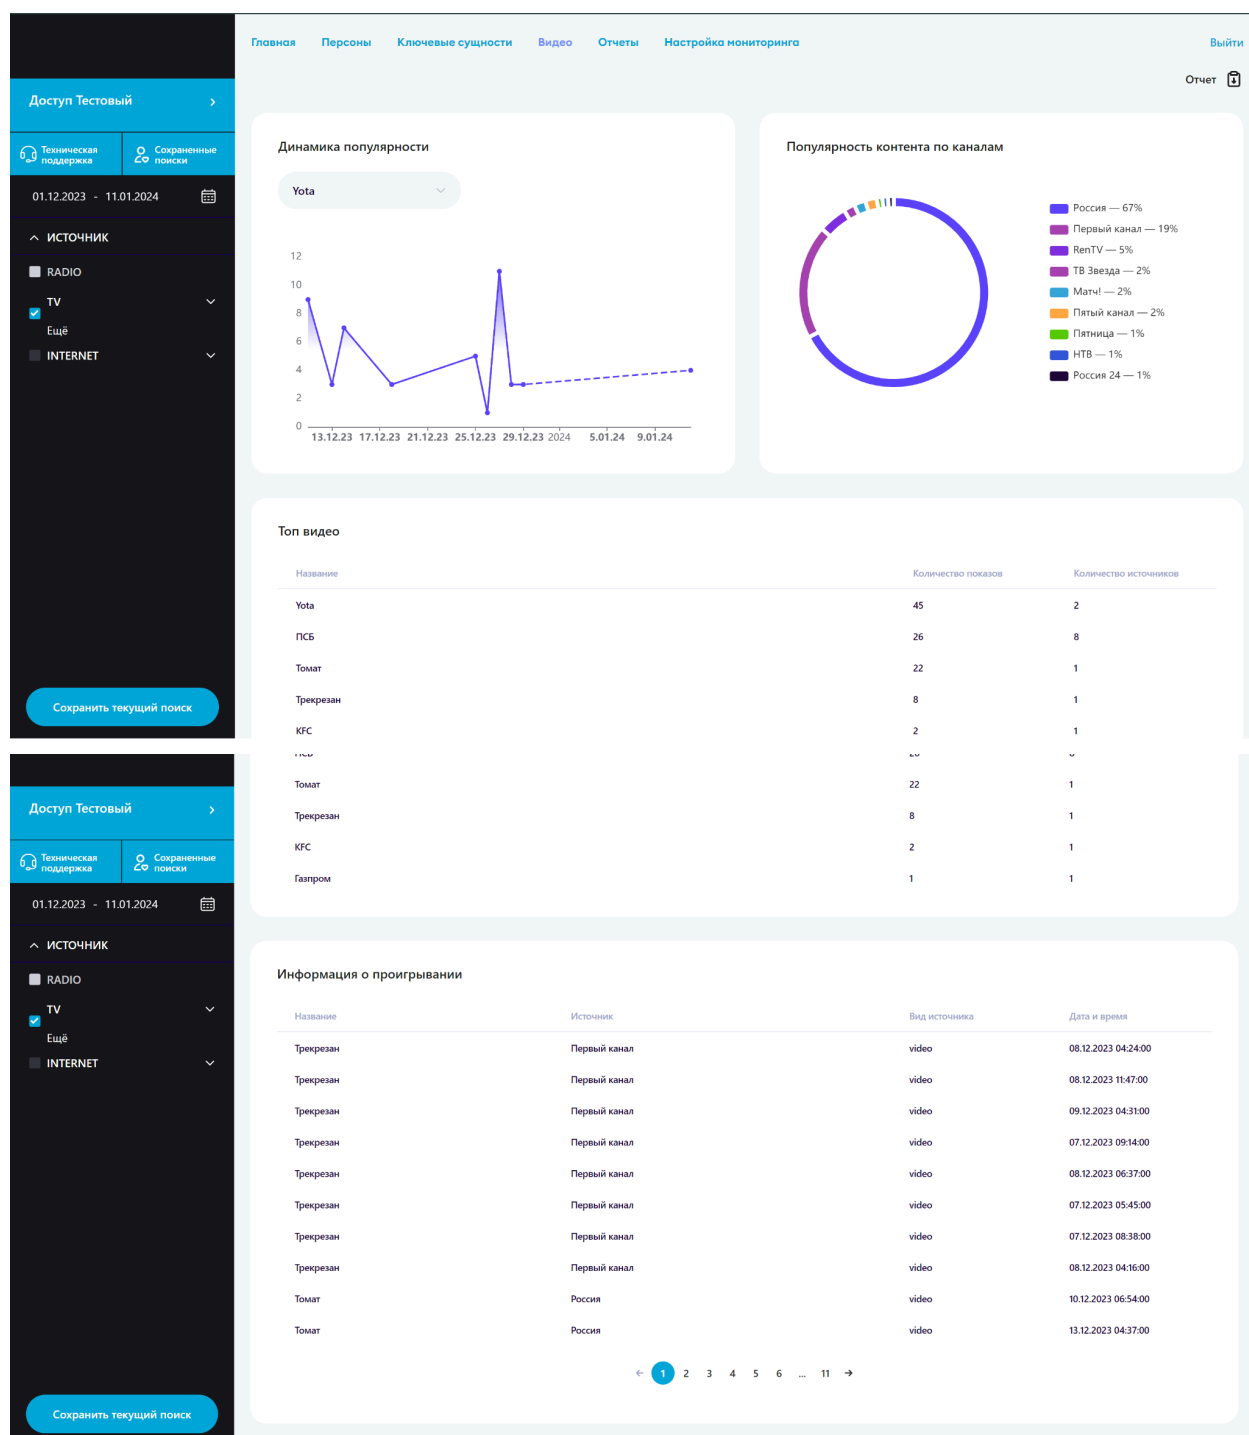 Главная Персоны Ключевые сущности Видео Отчеты Настройка мониторинга Выйти
Отчет
Доступ Тестовый
Техническая поддержка
Сохраненные поиски
01.12.2023 - 11.01.2024
ИСТОЧНИК
RADIO
TV
Ещё
INTERNET
Сохранить текущий поиск
Динамика популярности
Yota
12
10
8
6
4
2
0
13.12.23 17.12.23 21.12.23 25.12.23 29.12.23 2024 5.01.24 9.01.24
Популярность контента по каналам
Россия — 67%
Первый канал — 19%
RenTV — 5%
ТВ Звезда — 2%
Матч! — 2%
Пятый канал — 2%
Пятница — 1%
НТВ — 1%
Россия 24 — 1%
Топ видео
Название Количество показов Количество источников
Yota 45 2
ПСБ 26 8
Томат 22 1
Трекрезан 8 1
KFC 2 1
Доступ Тестовый
Техническая поддержка
Сохраненные поиски
01.12.2023 - 11.01.2024
ИСТОЧНИК
RADIO
TV
Ещё
INTERNET
Сохранить текущий поиск
Томат 22 1
Трекрезан 8 1
KFC 2 1
Газпром 1 1
Информация о проигрывании
Название Источник Вид источника Дата и время
Трекрезан Первый канал video 08.12.2023 04:24:00
Трекрезан Первый канал video 08.12.2023 11:47:00
Трекрезан Первый канал video 09.12.2023 04:31:00
Трекрезан Первый канал video 07.12.2023 09:14:00
Трекрезан Первый канал video 08.12.2023 06:37:00
Трекрезан Первый канал video 07.12.2023 05:45:00
Трекрезан Первый канал video 07.12.2023 08:38:00
Трекрезан Первый канал video 08.12.2023 04:16:00
Томат Россия video 10.12.2023 06:54:00
Томат Россия video 13.12.2023 04:37:00
← 1 2 3 4 5 6 ... 11 →